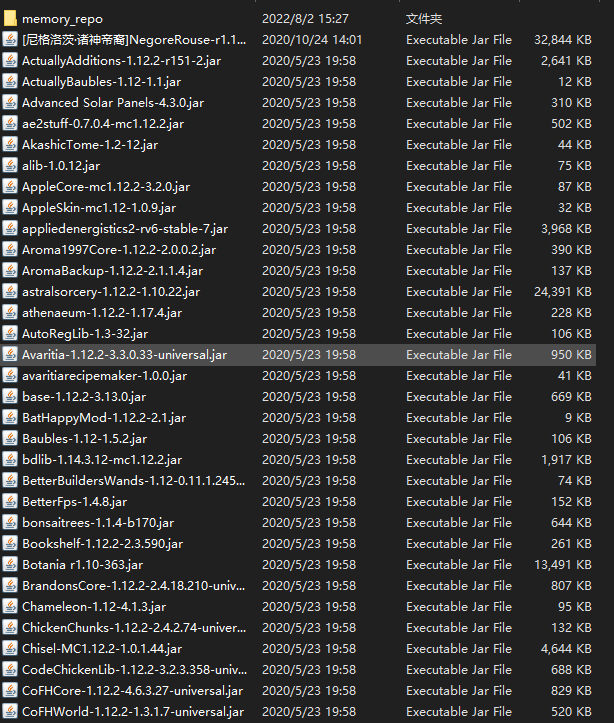 memory_repo 2022/8/2 15:27 文件夹
[尼格洛茨·诸神帝裔]NegoreRouse-r1.1... 2020/10/24 14:01 Executable Jar File 32,844 KB
ActuallyAdditions-1.12.2-r151-2.jar 2020/5/23 19:58 Executable Jar File 2,641 KB
ActuallyBaubles-1.12-1.1.jar 2020/5/23 19:58 Executable Jar File 12 KB
Advanced Solar Panels-4.3.0.jar 2020/5/23 19:58 Executable Jar File 310 KB
ae2stuff-0.7.0.4-mc1.12.2.jar 2020/5/23 19:58 Executable Jar File 502 KB
AkashicTome-1.2-12.jar 2020/5/23 19:58 Executable Jar File 44 KB
alib-1.0.12.jar 2020/5/23 19:58 Executable Jar File 75 KB
AppleCore-mc1.12.2-3.2.0.jar 2020/5/23 19:58 Executable Jar File 87 KB
AppleSkin-mc1.12-1.0.9.jar 2020/5/23 19:58 Executable Jar File 32 KB
appliedenergistics2-rv6-stable-7.jar 2020/5/23 19:58 Executable Jar File 3,968 KB
Aroma1997Core-1.12.2-2.0.0.2.jar 2020/5/23 19:58 Executable Jar File 390 KB
AromaBackup-1.12.2-2.1.1.4.jar 2020/5/23 19:58 Executable Jar File 137 KB
astralsorcery-1.12.2-1.10.22.jar 2020/5/23 19:58 Executable Jar File 24,391 KB
athenaeum-1.12.2-1.17.4.jar 2020/5/23 19:58 Executable Jar File 228 KB
AutoRegLib-1.3-32.jar 2020/5/23 19:58 Executable Jar File 106 KB
Avaritia-1.12.2-3.3.0.33-universal.jar 2020/5/23 19:58 Executable Jar File 950 KB
avaritiarecipemaker-1.0.0.jar 2020/5/23 19:58 Executable Jar File 41 KB
base-1.12.2-3.13.0.jar 2020/5/23 19:58 Executable Jar File 669 KB
BatHappyMod-1.12.2-2.1.jar 2020/5/23 19:58 Executable Jar File 9 KB
Baubles-1.12-1.5.2.jar 2020/5/23 19:58 Executable Jar File 106 KB
bdlib-1.14.3.12-mc1.12.2.jar 2020/5/23 19:58 Executable Jar File 1,917 KB
BetterBuildersWands-1.12-0.11.1.245... 2020/5/23 19:58 Executable Jar File 74 KB
BetterFps-1.4.8.jar 2020/5/23 19:58 Executable Jar File 152 KB
bonsaitrees-1.1.4-b170.jar 2020/5/23 19:58 Executable Jar File 644 KB
Bookshelf-1.12.2-2.3.590.jar 2020/5/23 19:58 Executable Jar File 261 KB
Botania r1.10-363.jar 2020/5/23 19:58 Executable Jar File 13,491 KB
BrandonsCore-1.12.2-2.4.18.210-univ... 2020/5/23 19:58 Executable Jar File 807 KB
Chameleon-1.12-4.1.3.jar 2020/5/23 19:58 Executable Jar File 95 KB
ChickenChunks-1.12.2-2.4.2.74-univer... 2020/5/23 19:58 Executable Jar File 132 KB
Chisel-MC1.12.2-1.0.1.44.jar 2020/5/23 19:58 Executable Jar File 4,644 KB
CodeChickenLib-1.12.2-3.2.3.358-univ... 2020/5/23 19:58 Executable Jar File 688 KB
CoFHCore-1.12.2-4.6.3.27-universal.jar 2020/5/23 19:58 Executable Jar File 829 KB
CoFHWorld-1.12.2-1.3.1.7-universal.jar 2020/5/23 19:58 Executable Jar File 520 KB